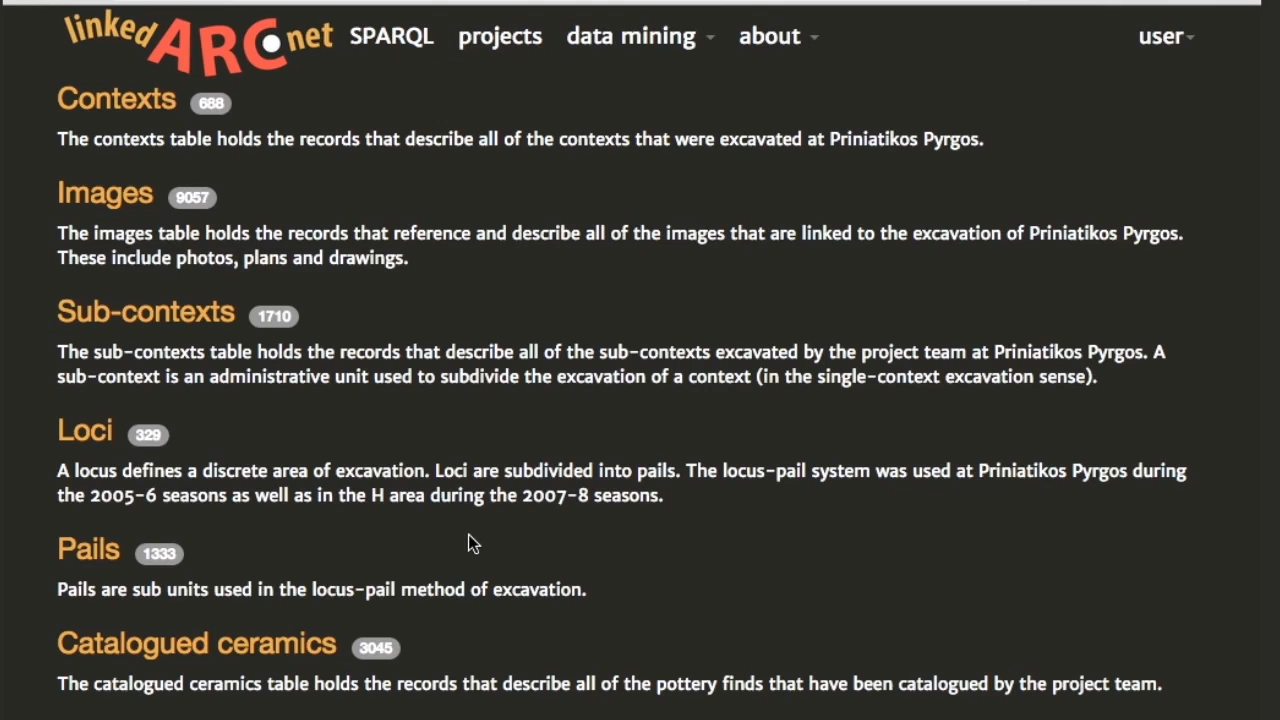 linkedARC.net SPARQL projects data mining about user
Contexts 688
The contexts table holds the records that describe all of the contexts that were excavated at Priniatikos Pyrgos.
Images 9057
The images table holds the records that reference and describe all of the images that are linked to the excavation of Priniatikos Pyrgos.
These include photos, plans and drawings.
Sub-contexts 1710
The sub-contexts table holds the records that describe all of the sub-contexts excavated by the project team at Priniatikos Pyrgos. A
sub-context is an administrative unit used to subdivide the excavation of a context (in the single-context excavation sense).
Loci 329
A locus defines a discrete area of excavation. Loci are subdivided into pails. The locus-pail system was used at Priniatikos Pyrgos during
the 2005-6 seasons as well as in the H area during the 2007-8 seasons.
Pails 1333
Pails are sub units used in the locus-pail method of excavation.
Catalogued ceramics 3045
The catalogued ceramics table holds the records that describe all of the pottery finds that have been catalogued by the project team.